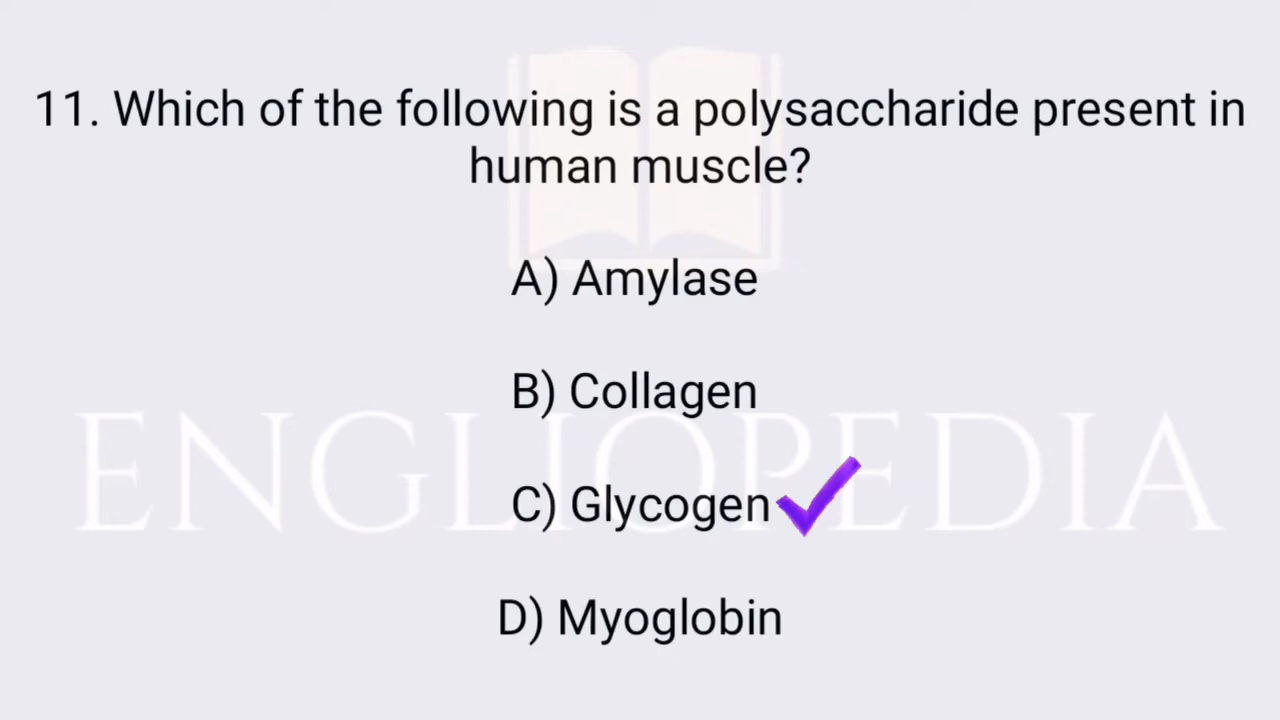 11. Which of the following is a polysaccharide present in
human muscle?
A) Amylase
B) Collagen
ENGLIOPEDIA
C) Glycogen
D) Myoglobin